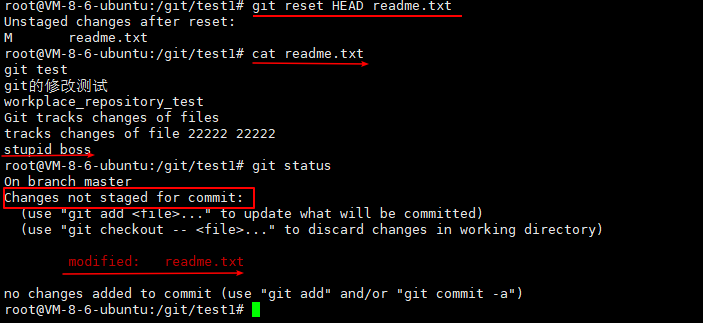 root@VM-8-6-ubuntu:/git/test1# git reset HEAD readme.txt
Unstaged changes after reset:
M       readme.txt
root@VM-8-6-ubuntu:/git/test1# cat readme.txt
git test
git的修改测试
workplace_repository_test
Git tracks changes of files
tracks changes of file 22222 22222
stupid boss
root@VM-8-6-ubuntu:/git/test1# git status
On branch master
Changes not staged for commit:
  (use "git add <file>..." to update what will be committed)
  (use "git checkout -- <file>..." to discard changes in working directory)
        modified:   readme.txt
no changes added to commit (use "git add" and/or "git commit -a")
root@VM-8-6-ubuntu:/git/test1#